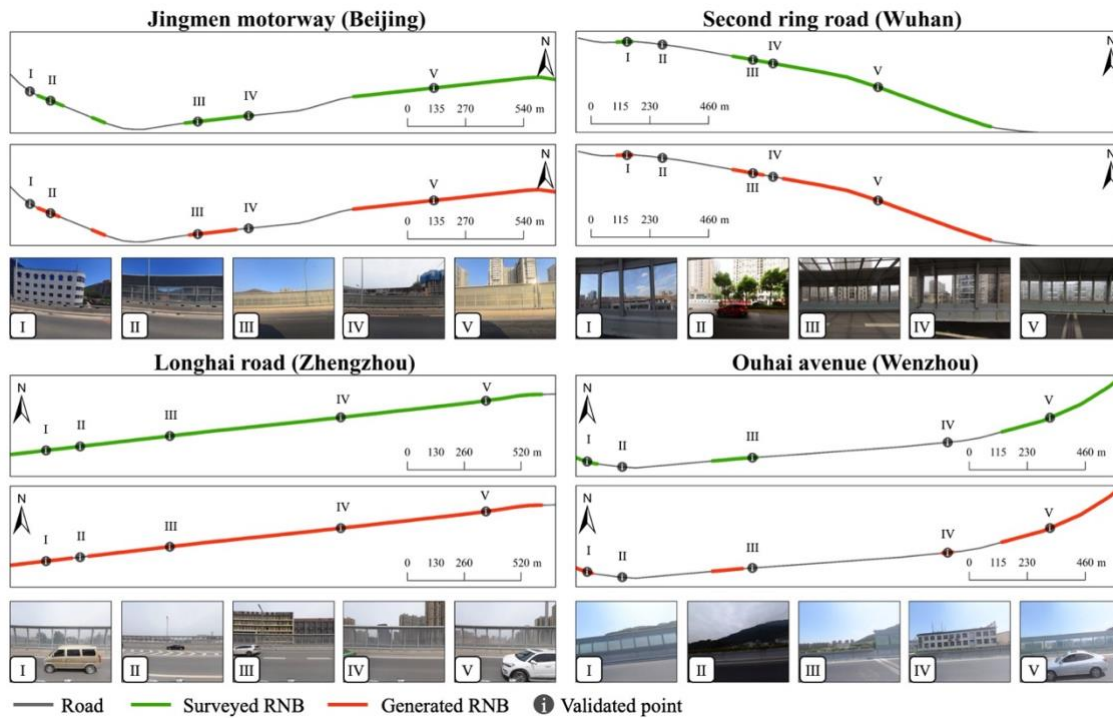 Jingmen motorway (Beijing)
I II III IV V N
0 135 270 540 m
I II III IV V N
0 135 270 540 m
I II III IV V
Second ring road (Wuhan)
I II III IV V N
0 115 230 460 m
I II III IV V N
0 115 230 460 m
I II III IV V
Longhai road (Zhengzhou)
N I II III IV V
0 130 260 520 m
N I II III IV V
0 130 260 520 m
I II III IV V
Ouhai avenue (Wenzhou)
N I II III IV V
0 115 230 460 m
N I II III IV V
0 115 230 460 m
I II III IV V
Road Surveyed RNB Generated RNB i Validated point